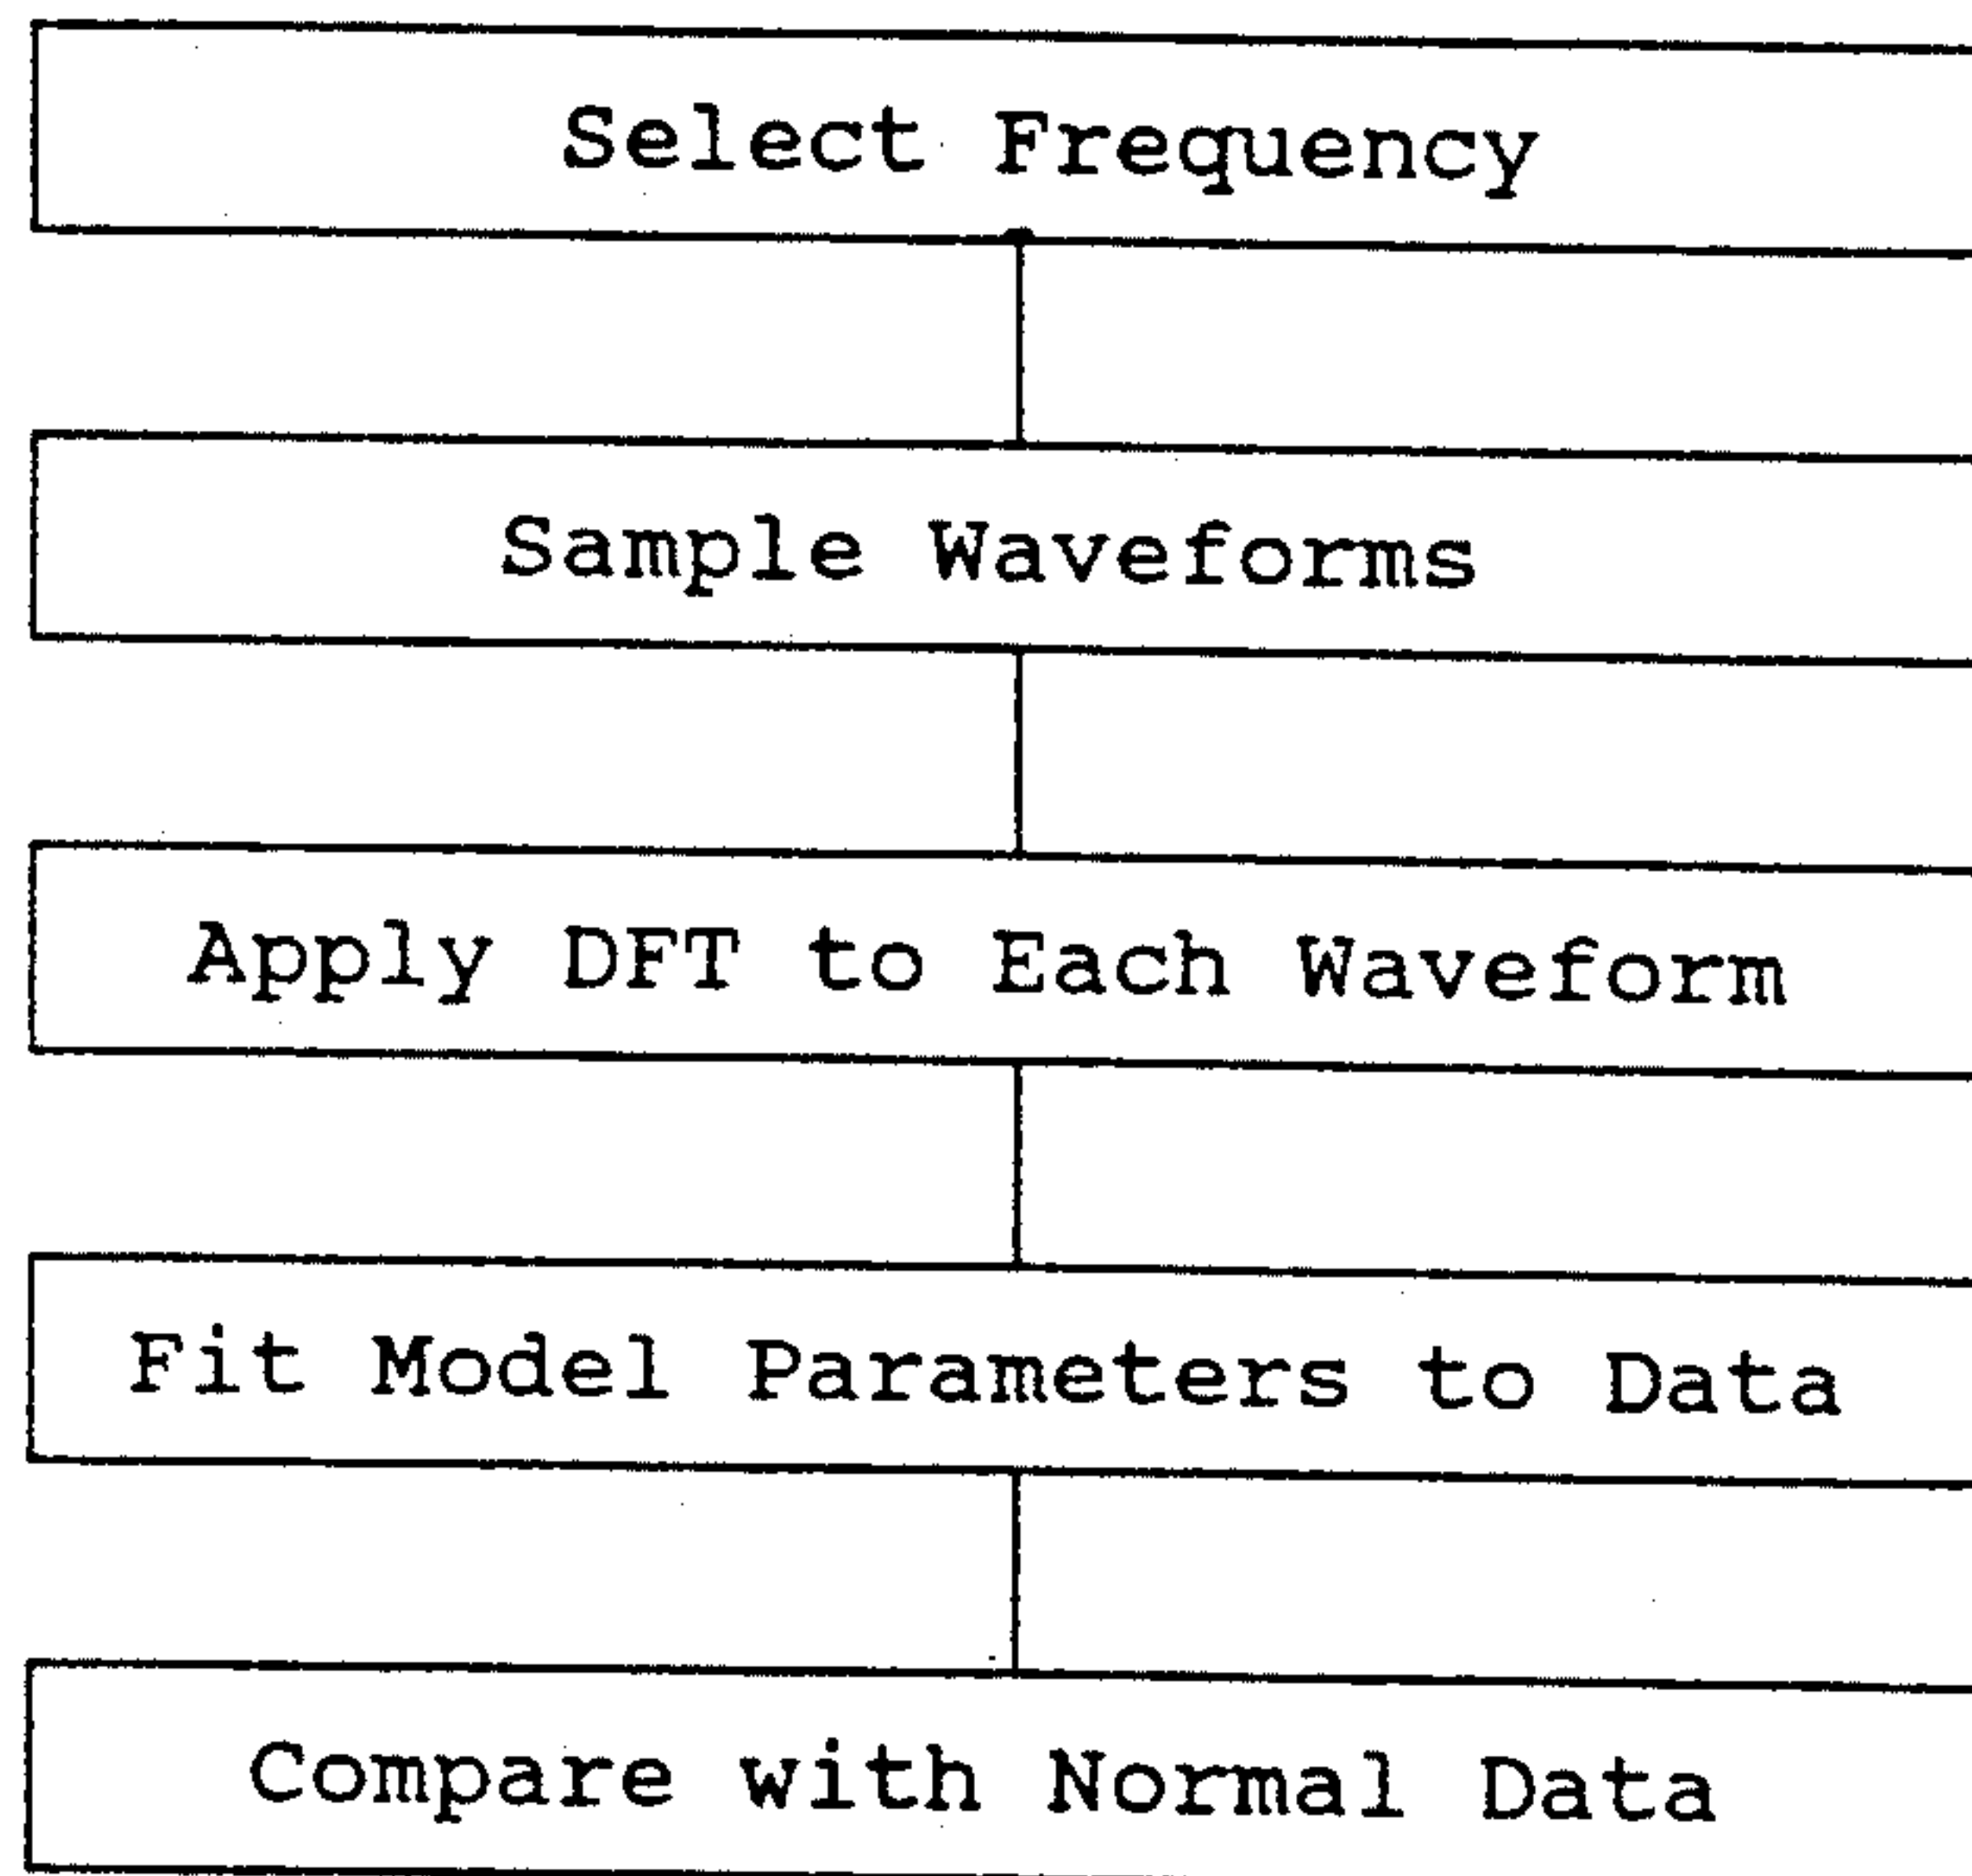 Select Frequency
Sample Waveforms
Apply DFT to Each Waveform
Fit Model Parameters to Data
Compare with Normal Data